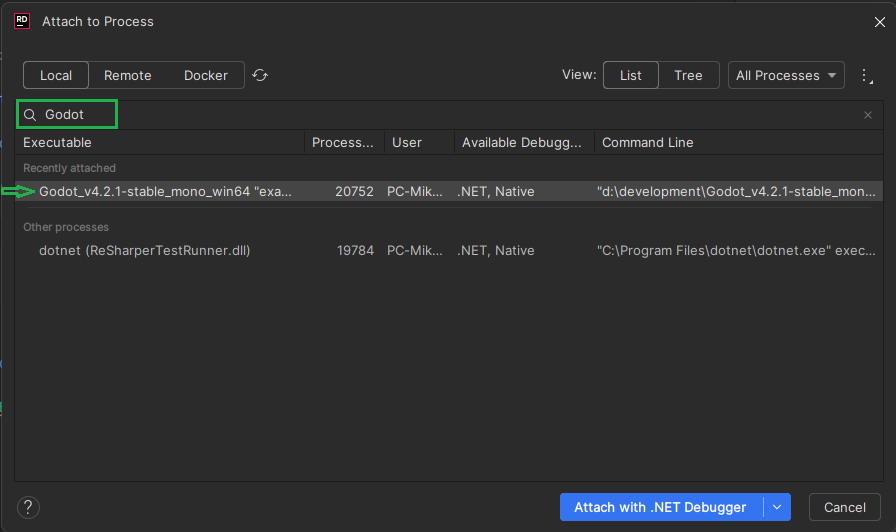 RD Attach to Process
Local Remote Docker View: List Tree All Processes
Godot
Executable Process... User Available Debugg... Command Line
Recently attached
Godot_v4.2.1-stable_mono_win64 "exa... 20752 PC-Mik... .NET, Native "d:\development\Godot_v4.2.1-stable_mon...
Other processes
dotnet (ReSharperTestRunner.dll) 19784 PC-Mik... .NET, Native "C:\Program Files\dotnet\dotnet.exe" exec...
? Attach with .NET Debugger Cancel